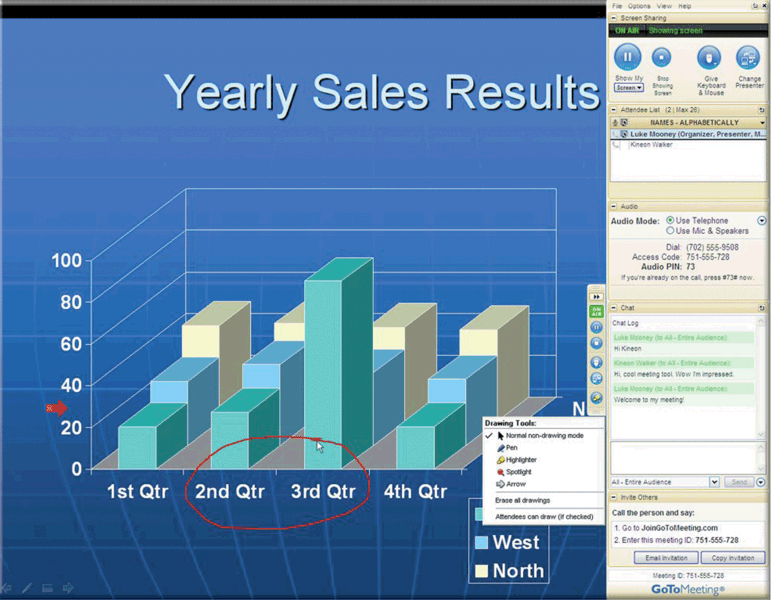 Yearly Sales Results
100
80
60
40
20
0
1st Qtr
2nd Qtr
3rd Qtr
4th Qtr
N
West
North
Drawing Tools:
Normal non-drawing mode
Pen
Highlighter
Spotlight
Arrow
Erase all drawings
Attendees can draw (if checked)
ON AIR
File Options View Help
Screen Sharing
ON AIR Showing screen
Show My
Screen
Stop Showing Screen
Give Keyboard & Mouse
Change Presenter
Attendee List (2 | Max 26)
NAMES - ALPHABETICALLY
Luke Mooney (Organizer, Presenter, M...
Kineon Walker
Audio
Audio Mode: Use Telephone
Use Mic & Speakers
Dial: (702) 555-9508
Access Code: 751-555-728
Audio PIN: 73
If you're already on the call, press #73# now.
Chat
Chat Log
Luke Mooney (to All - Entire Audience):
Hi Kineon
Kineon Walker (to All - Entire Audience):
Hi, cool meeting tool. Wow I'm impressed.
Luke Mooney (to All - Entire Audience):
Welcome to my meeting!
All - Entire Audience
Send
Invite Others
Call the person and say:
1. Go to JoinGoToMeeting.com
2. Enter this meeting ID: 751-555-728
Email Invitation
Copy Invitation
Meeting ID: 751-555-728
GoToMeeting®